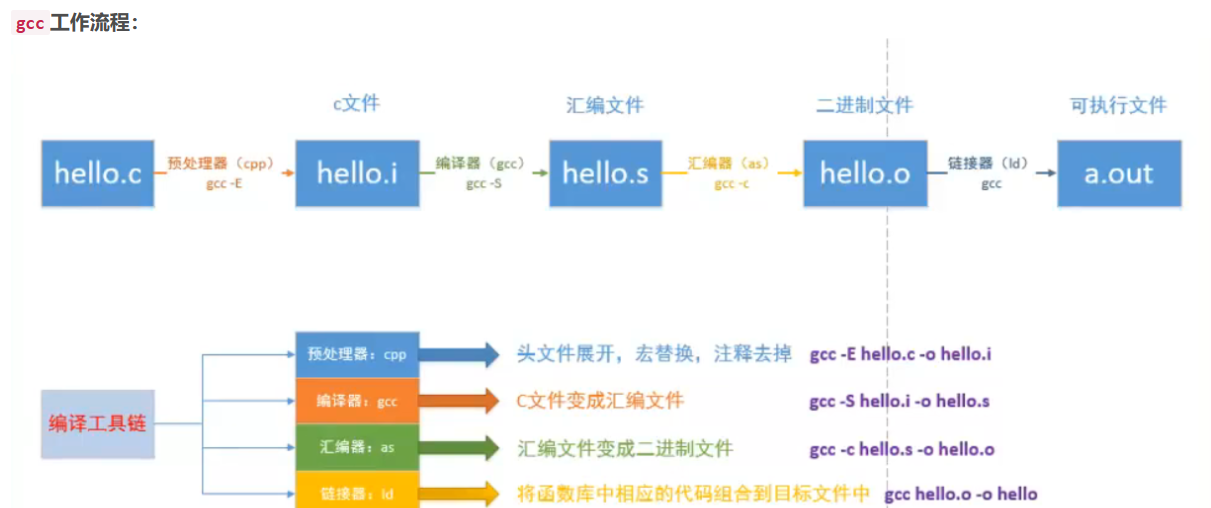 gcc 工作流程：
c文件 汇编文件 二进制文件 可执行文件
hello.c 预处理器（cpp） gcc -E hello.i 编译器（gcc） gcc -S hello.s 汇编器（as） gcc -c hello.o 链接器（ld） gcc a.out
编译工具链
预处理器：cpp 头文件展开，宏替换，注释去掉 gcc -E hello.c -o hello.i
编译器：gcc C文件变成汇编文件 gcc -S hello.i -o hello.s
汇编器：as 汇编文件变成二进制文件 gcc -c hello.s -o hello.o
链接器：ld 将函数库中相应的代码组合到目标文件中 gcc hello.o -o hello